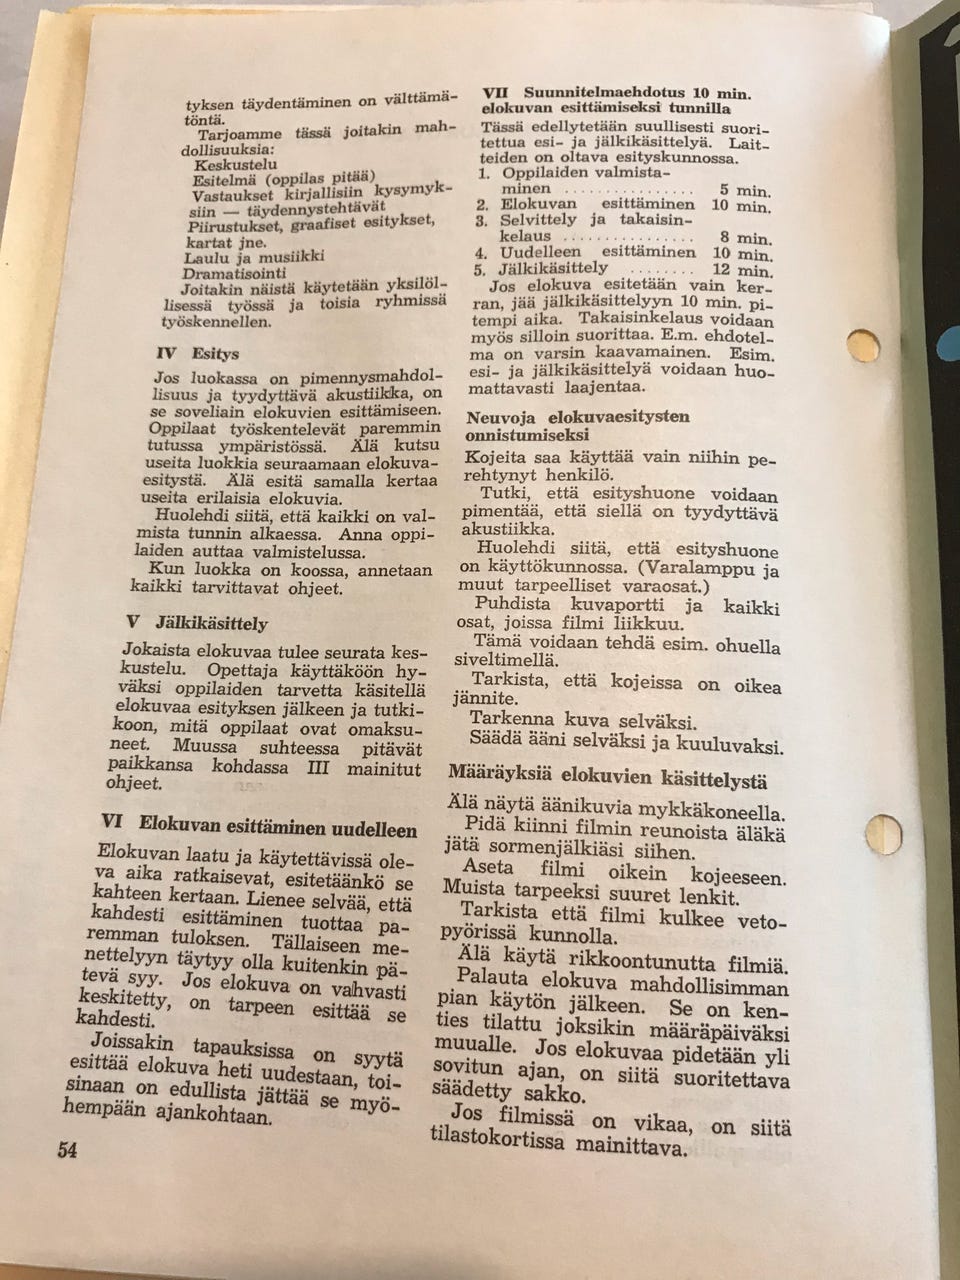 tyksen täydentäminen on välttämä-
töntä.
Tarjoamme tässä joitakin mah-
dollisuuksia:
Keskustelu
Esitelmä (oppilas pitää)
Vastaukset kirjallisiin kysymyk-
siin — täydennystehtävät
Piirustukset, graafiset esitykset,
kartat jne.
Laulu ja musiikki
Dramatisointi
Joitakin näistä käytetään yksilöl-
lisessä työssä ja toisia ryhmissä
työskennellen.
IV Esitys
Jos luokassa on pimennysmahdol-
lisuus ja tyydyttävä akustiikka, on
se soveliain elokuvien esittämiseen.
Oppilaat työskentelevät paremmin
tutussa ympäristössä. Älä kutsu
useita luokkia seuraamaan elokuva-
esitystä. Älä esitä samalla kertaa
useita erilaisia elokuvia.
Huolehdi siitä, että kaikki on val-
mista tunnin alkaessa. Anna oppi-
laiden auttaa valmistelussa.
Kun luokka on koossa, annetaan
kaikki tarvittavat ohjeet.
V Jälkikäsittely
Jokaista elokuvaa tulee seurata kes-
kustelu. Opettaja käyttäköön hy-
väksi oppilaiden tarvetta käsitellä
elokuvaa esityksen jälkeen ja tutki-
koon, mitä oppilaat ovat omaksu-
neet. Muussa suhteessa pitävät
paikkansa kohdassa III mainitut
ohjeet.
VI Elokuvan esittäminen uudelleen
Elokuvan laatu ja käytettävissä ole-
va aika ratkaisevat, esitetäänkö se
kahteen kertaan. Lienee selvää, että
kahdesti esittäminen tuottaa pa-
remman tuloksen. Tällaiseen me-
nettelyyn täytyy olla kuitenkin pä-
tevä syy. Jos elokuva on vahvasti
keskitetty, on tarpeen esittää se
kahdesti.
Joissakin tapauksissa on syytä
esittää elokuva heti uudestaan, toi-
sinaan on edullista jättää se myö-
hempään ajankohtaan.
54
VII Suunnitelmaehdotus 10 min.
elokuvan esittämiseksi tunnilla
Tässä edellytetään suullisesti suori-
tettua esi- ja jälkikäsittelyä. Lait-
teiden on oltava esityskunnossa.
1. Oppilaiden valmista-
minen ................ 5 min.
2. Elokuvan esittäminen 10 min.
3. Selvittely ja takaisin-
kelaus ................ 8 min.
4. Uudelleen esittäminen 10 min.
5. Jälkikäsittely ........ 12 min.
Jos elokuva esitetään vain ker-
ran, jää jälkikäsittelyyn 10 min. pi-
tempi aika. Takaisinkelaus voidaan
myös silloin suorittaa. E.m. ehdotel-
ma on varsin kaavamainen. Esim.
esi- ja jälkikäsittelyä voidaan huo-
mattavasti laajentaa.
Neuvoja elokuvaesitysten
onnistumiseksi
Kojeita saa käyttää vain niihin pe-
rehtynyt henkilö.
Tutki, että esityshuone voidaan
pimentää, että siellä on tyydyttävä
akustiikka.
Huolehdi siitä, että esityshuone
on käyttökunnossa. (Varalamppu ja
muut tarpeelliset varaosat.)
Puhdista kuvaportti ja kaikki
osat, joissa filmi liikkuu.
Tämä voidaan tehdä esim. ohuella
siveltimellä.
Tarkista, että kojeissa on oikea
jännite.
Tarkenna kuva selväksi.
Säädä ääni selväksi ja kuuluvaksi.
Määräyksiä elokuvien käsittelystä
Älä näytä äänikuvia mykkäkoneella.
Pidä kiinni filmin reunoista äläkä
jätä sormenjälkiäsi siihen.
Aseta filmi oikein kojeeseen.
Muista tarpeeksi suuret lenkit.
Tarkista että filmi kulkee veto-
pyörissä kunnolla.
Älä käytä rikkoontunutta filmiä.
Palauta elokuva mahdollisimman
pian käytön jälkeen. Se on ken-
ties tilattu joksikin määräpäiväksi
muualle. Jos elokuvaa pidetään yli
sovitun ajan, on siitä suoritettava
säädetty sakko.
Jos filmissä on vikaa, on siitä
tilastokortissa mainittava.